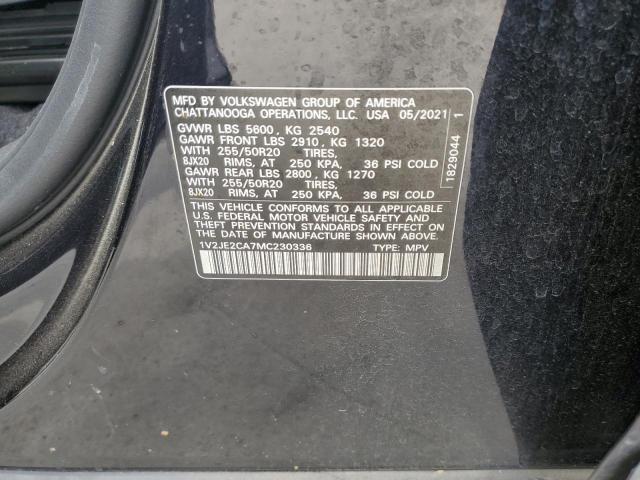 MFD BY VOLKSWAGEN GROUP OF AMERICA
CHATTANOOGA OPERATIONS, LLC. USA 05/2021
GVWR LBS 5600, KG 2540
GAWR FRONT LBS 2910, KG 1320
WITH 255/50R20 TIRES,
8JX20 RIMS, AT 250 KPA, 36 PSI COLD
GAWR REAR LBS 2800, KG 1270
WITH 255/50R20 TIRES,
8JX20 RIMS, AT 250 KPA, 36 PSI COLD
THIS VEHICLE CONFORMS TO ALL APPLICABLE
U.S. FEDERAL MOTOR VEHICLE SAFETY AND
THEFT PREVENTION STANDARDS IN EFFECT ON
THE DATE OF MANUFACTURE SHOWN ABOVE.
1V2JE2CA7MC230336 TYPE: MPV
1829044 1